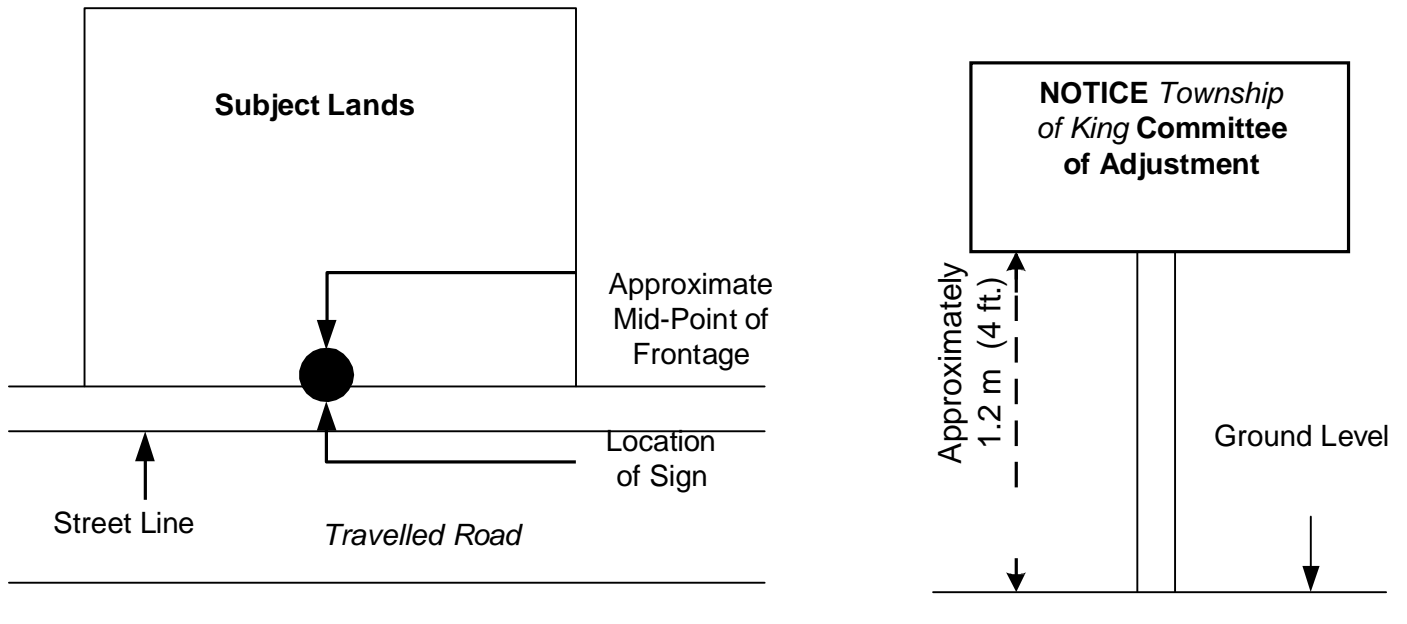 Subject Lands
Approximate
Mid-Point of
Frontage
Location
of Sign
Street Line
Travelled Road
NOTICE Township
of King Committee
of Adjustment
Approximately
1.2 m (4 ft.)
Ground Level